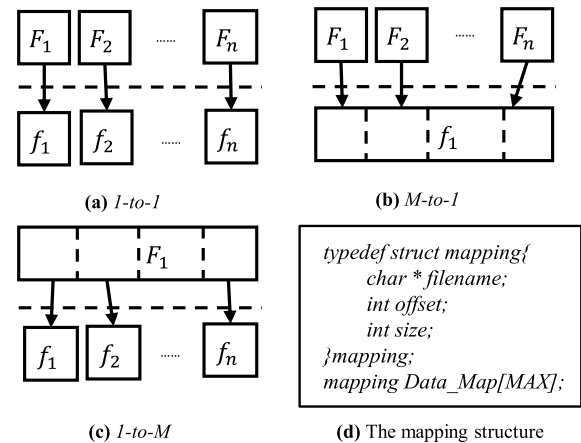 F1 F2 ...... Fn
f1 f2 ...... fn
(a) 1-to-1
F1 F2 ...... Fn
f1
(b) M-to-1
F1
f1 f2 ...... fn
(c) 1-to-M
typedef struct mapping{
char * filename;
int offset;
int size;
}mapping;
mapping Data_Map[MAX];
(d) The mapping structure